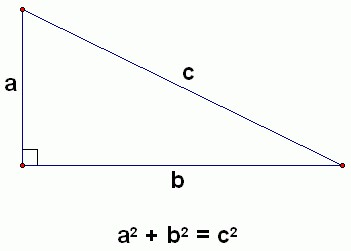 a
c
b
a² + b² = c²